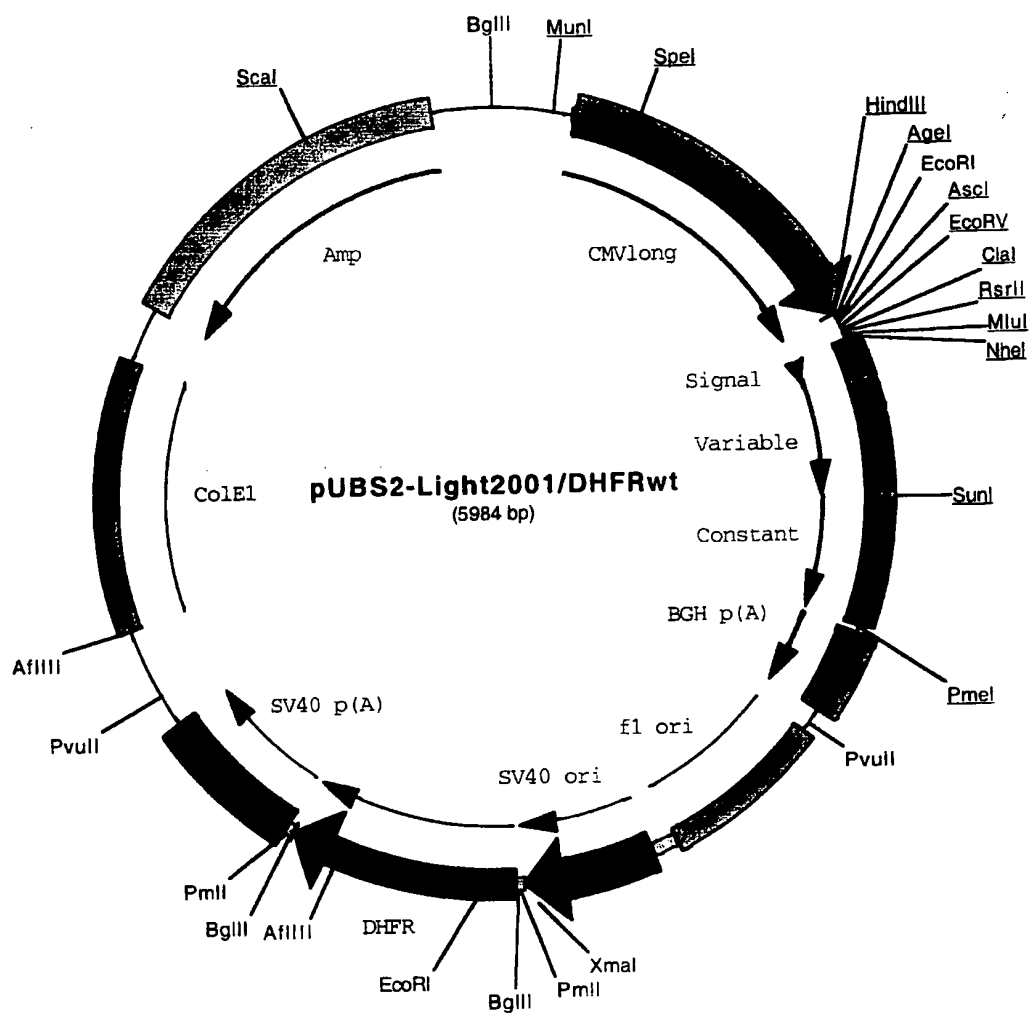 BglII
MunI
SpeI
ScaI
HindIII
AgeI
EcoRI
AscI
EcoRV
ClaI
RsrII
MluI
NheI
Amp
CMVlong
Signal
Variable
ColE1
pUBS2-Light2001/DHFRwt
(5984 bp)
SunI
Constant
BGH p(A)
AflIII
PmeI
SV40 p(A)
f1 ori
PvuII
PvuII
SV40 ori
PmlI
BglII
AflIII
DHFR
EcoRI
BglII
PmlI
XmaI